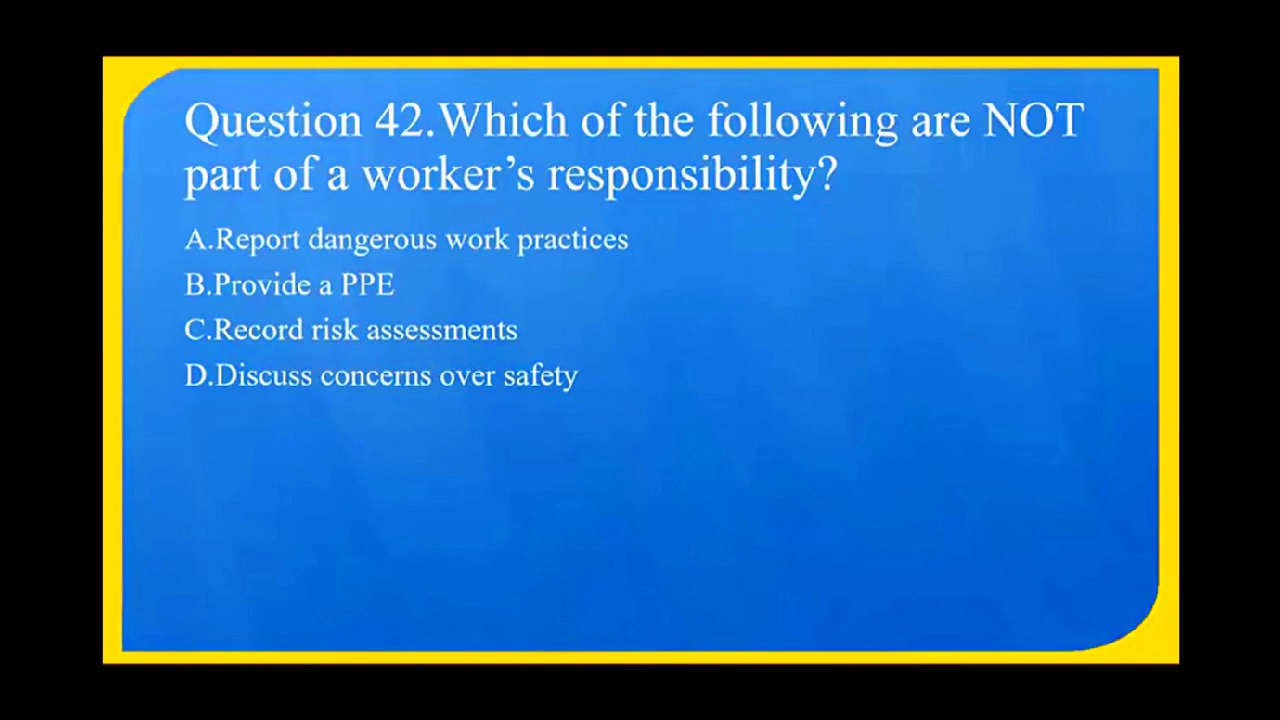 Question 42.Which of the following are NOT
part of a worker’s responsibility?
A.Report dangerous work practices
B.Provide a PPE
C.Record risk assessments
D.Discuss concerns over safety